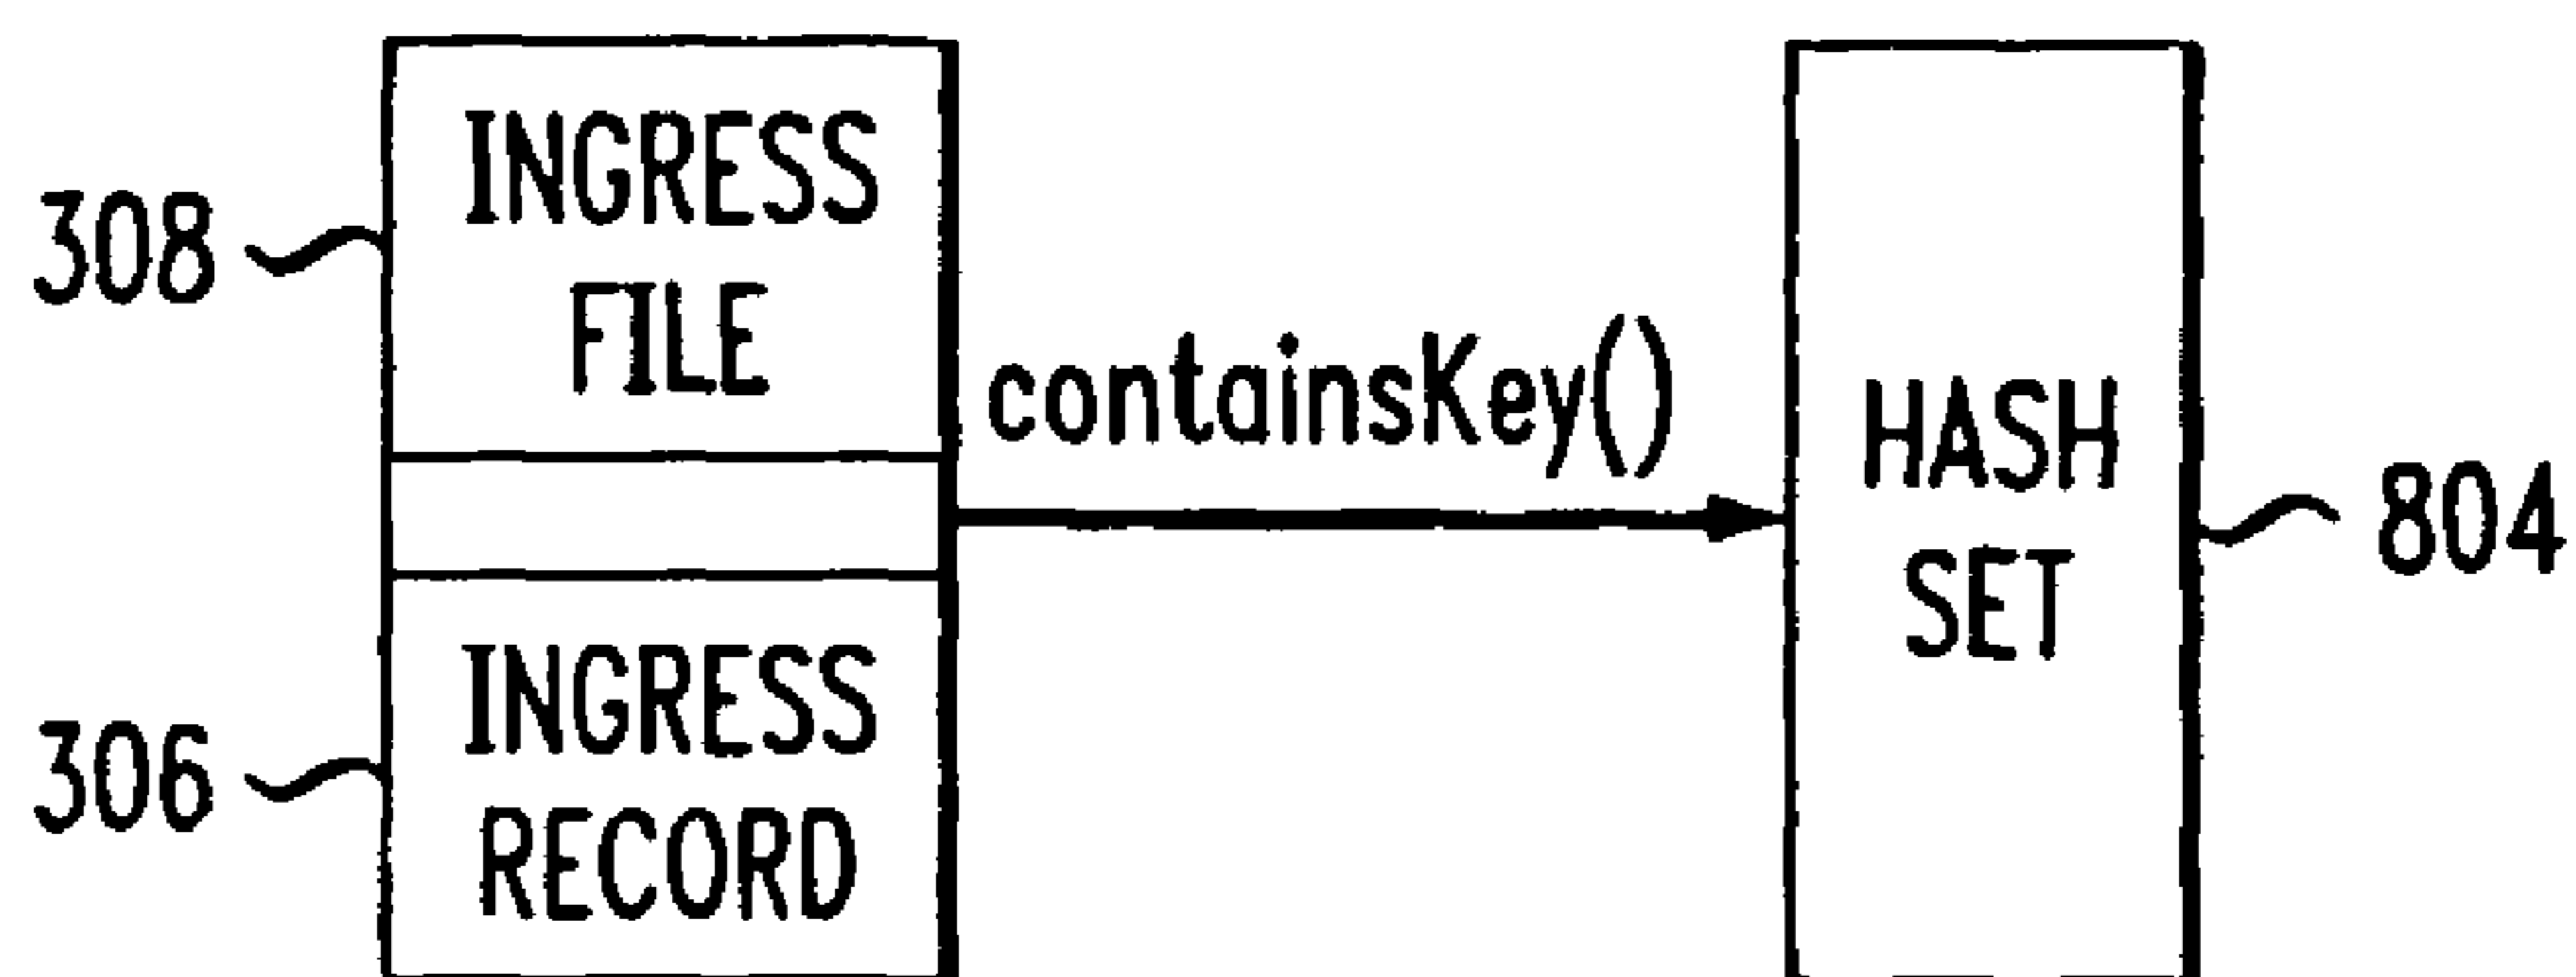 INGRESS
FILE
308
containsKey()
HASH
SET
804
INGRESS
RECORD
306